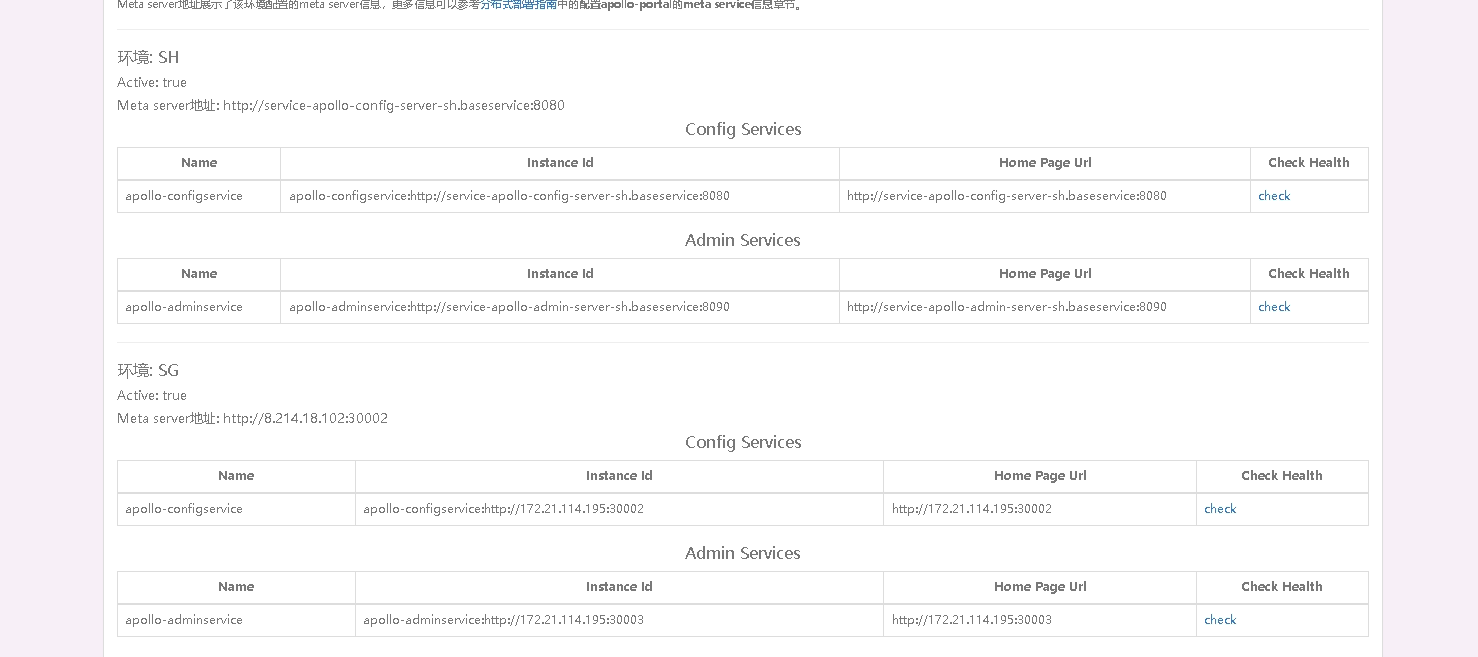 Meta server地址展示了该环境配置的meta server信息，更多信息可以参考分布式部署指南中的配置apollo-portal的meta service信息章节。
环境: SH
Active: true
Meta server地址: http://service-apollo-config-server-sh.baseservice:8080
Config Services
Name Instance Id Home Page Url Check Health
apollo-configservice apollo-configservice:http://service-apollo-config-server-sh.baseservice:8080 http://service-apollo-config-server-sh.baseservice:8080 check
Admin Services
Name Instance Id Home Page Url Check Health
apollo-adminservice apollo-adminservice:http://service-apollo-admin-server-sh.baseservice:8090 http://service-apollo-admin-server-sh.baseservice:8090 check
环境: SG
Active: true
Meta server地址: http://8.214.18.102:30002
Config Services
Name Instance Id Home Page Url Check Health
apollo-configservice apollo-configservice:http://172.21.114.195:30002 http://172.21.114.195:30002 check
Admin Services
Name Instance Id Home Page Url Check Health
apollo-adminservice apollo-adminservice:http://172.21.114.195:30003 http://172.21.114.195:30003 check